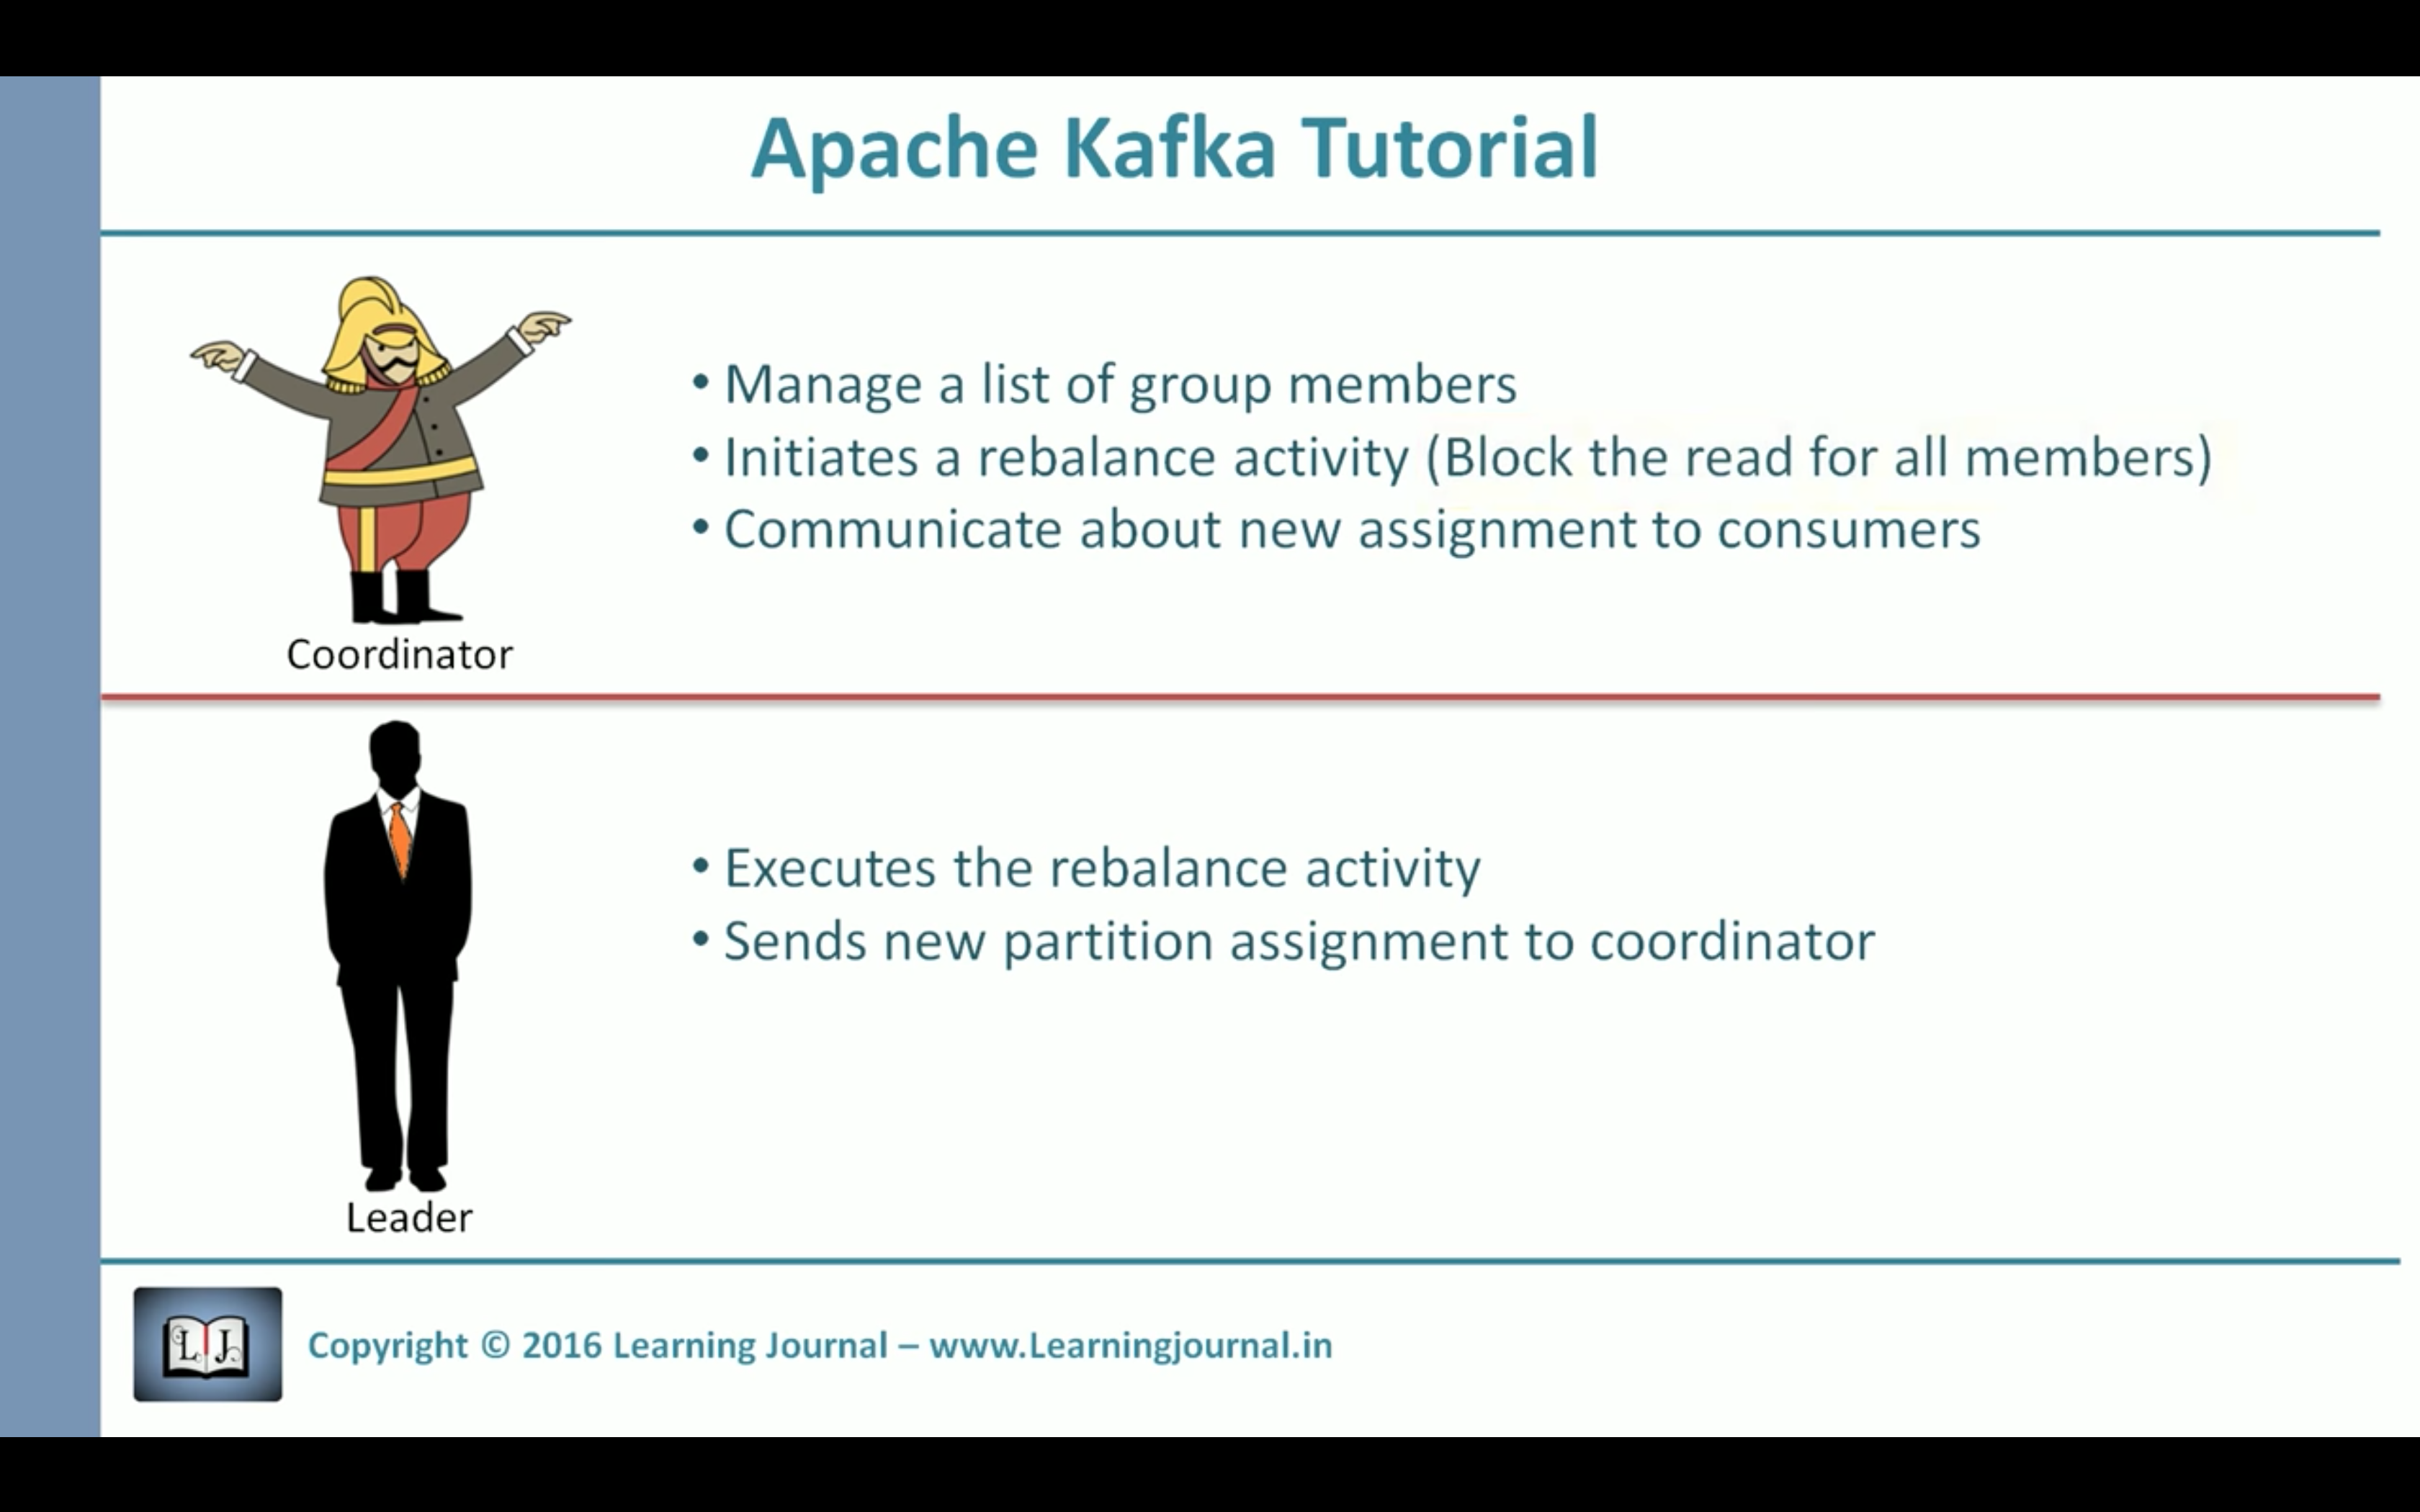 Apache Kafka Tutorial
• Manage a list of group members
• Initiates a rebalance activity (Block the read for all members)
• Communicate about new assignment to consumers
Coordinator
• Executes the rebalance activity
• Sends new partition assignment to coordinator
Leader
L J
Copyright © 2016 Learning Journal – www.Learningjournal.in